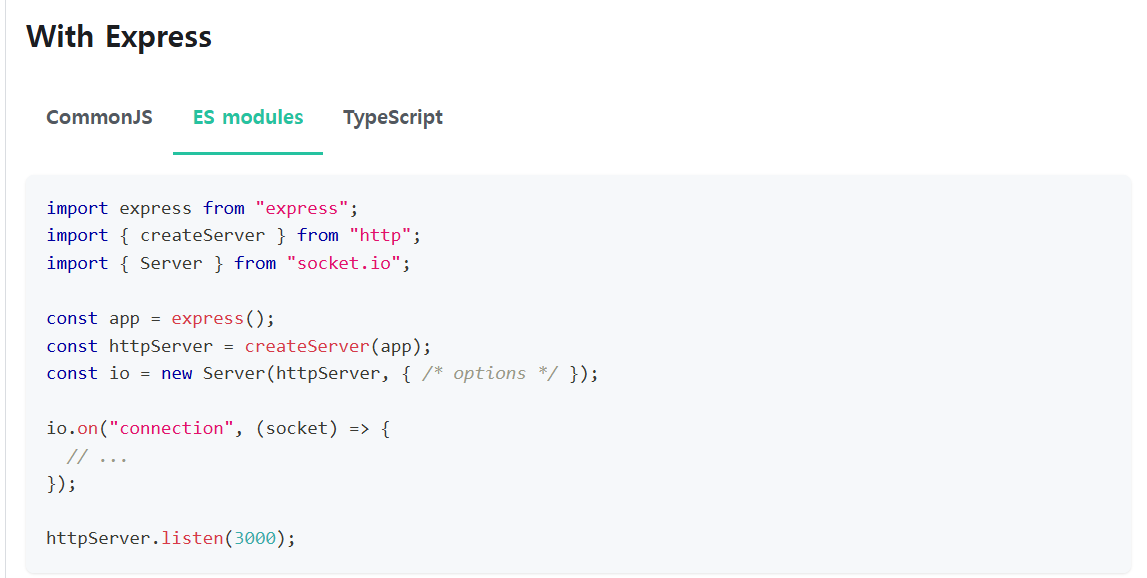 With Express
CommonJS ES modules TypeScript
import express from "express";
import { createServer } from "http";
import { Server } from "socket.io";
const app = express();
const httpServer = createServer(app);
const io = new Server(httpServer, { /* options */ });
io.on("connection", (socket) => {
  // ...
});
httpServer.listen(3000);